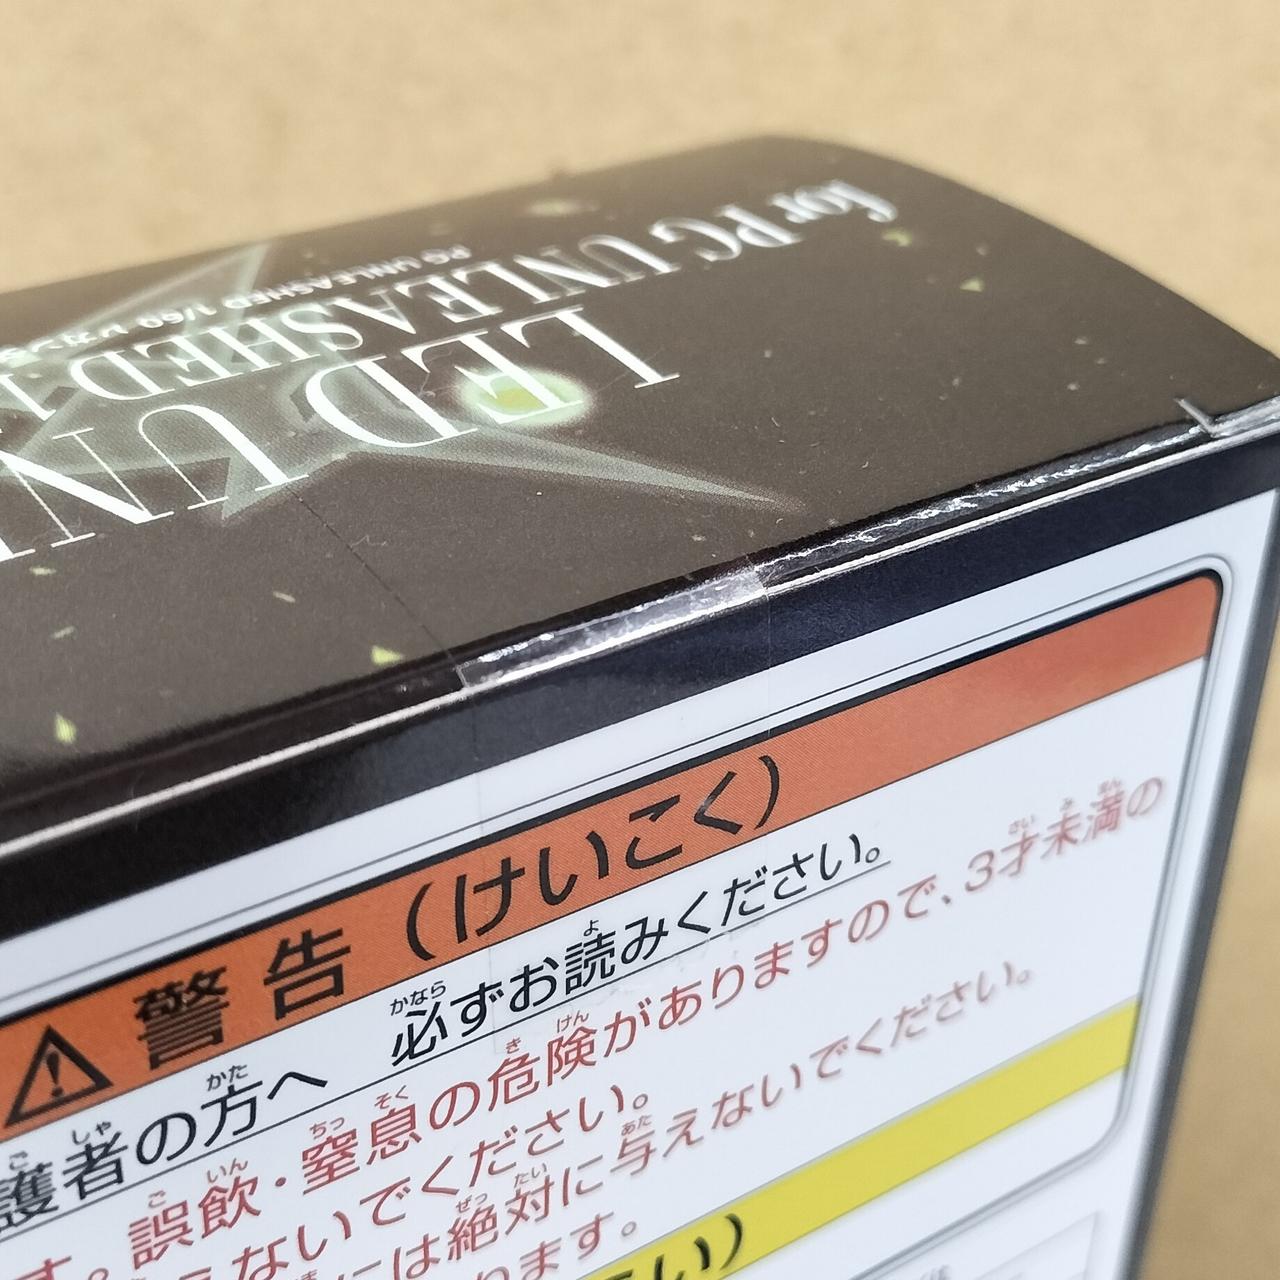 for PG UNLEASHED
PG UNLEASHED 1/60
LED UN
警告(けいこく)
護者の方へ 必ずお読みください。
す。誤飲・窒息の危険がありますので、3才未満の
えないでください。
は絶対に与えないでください。
ります。
い)